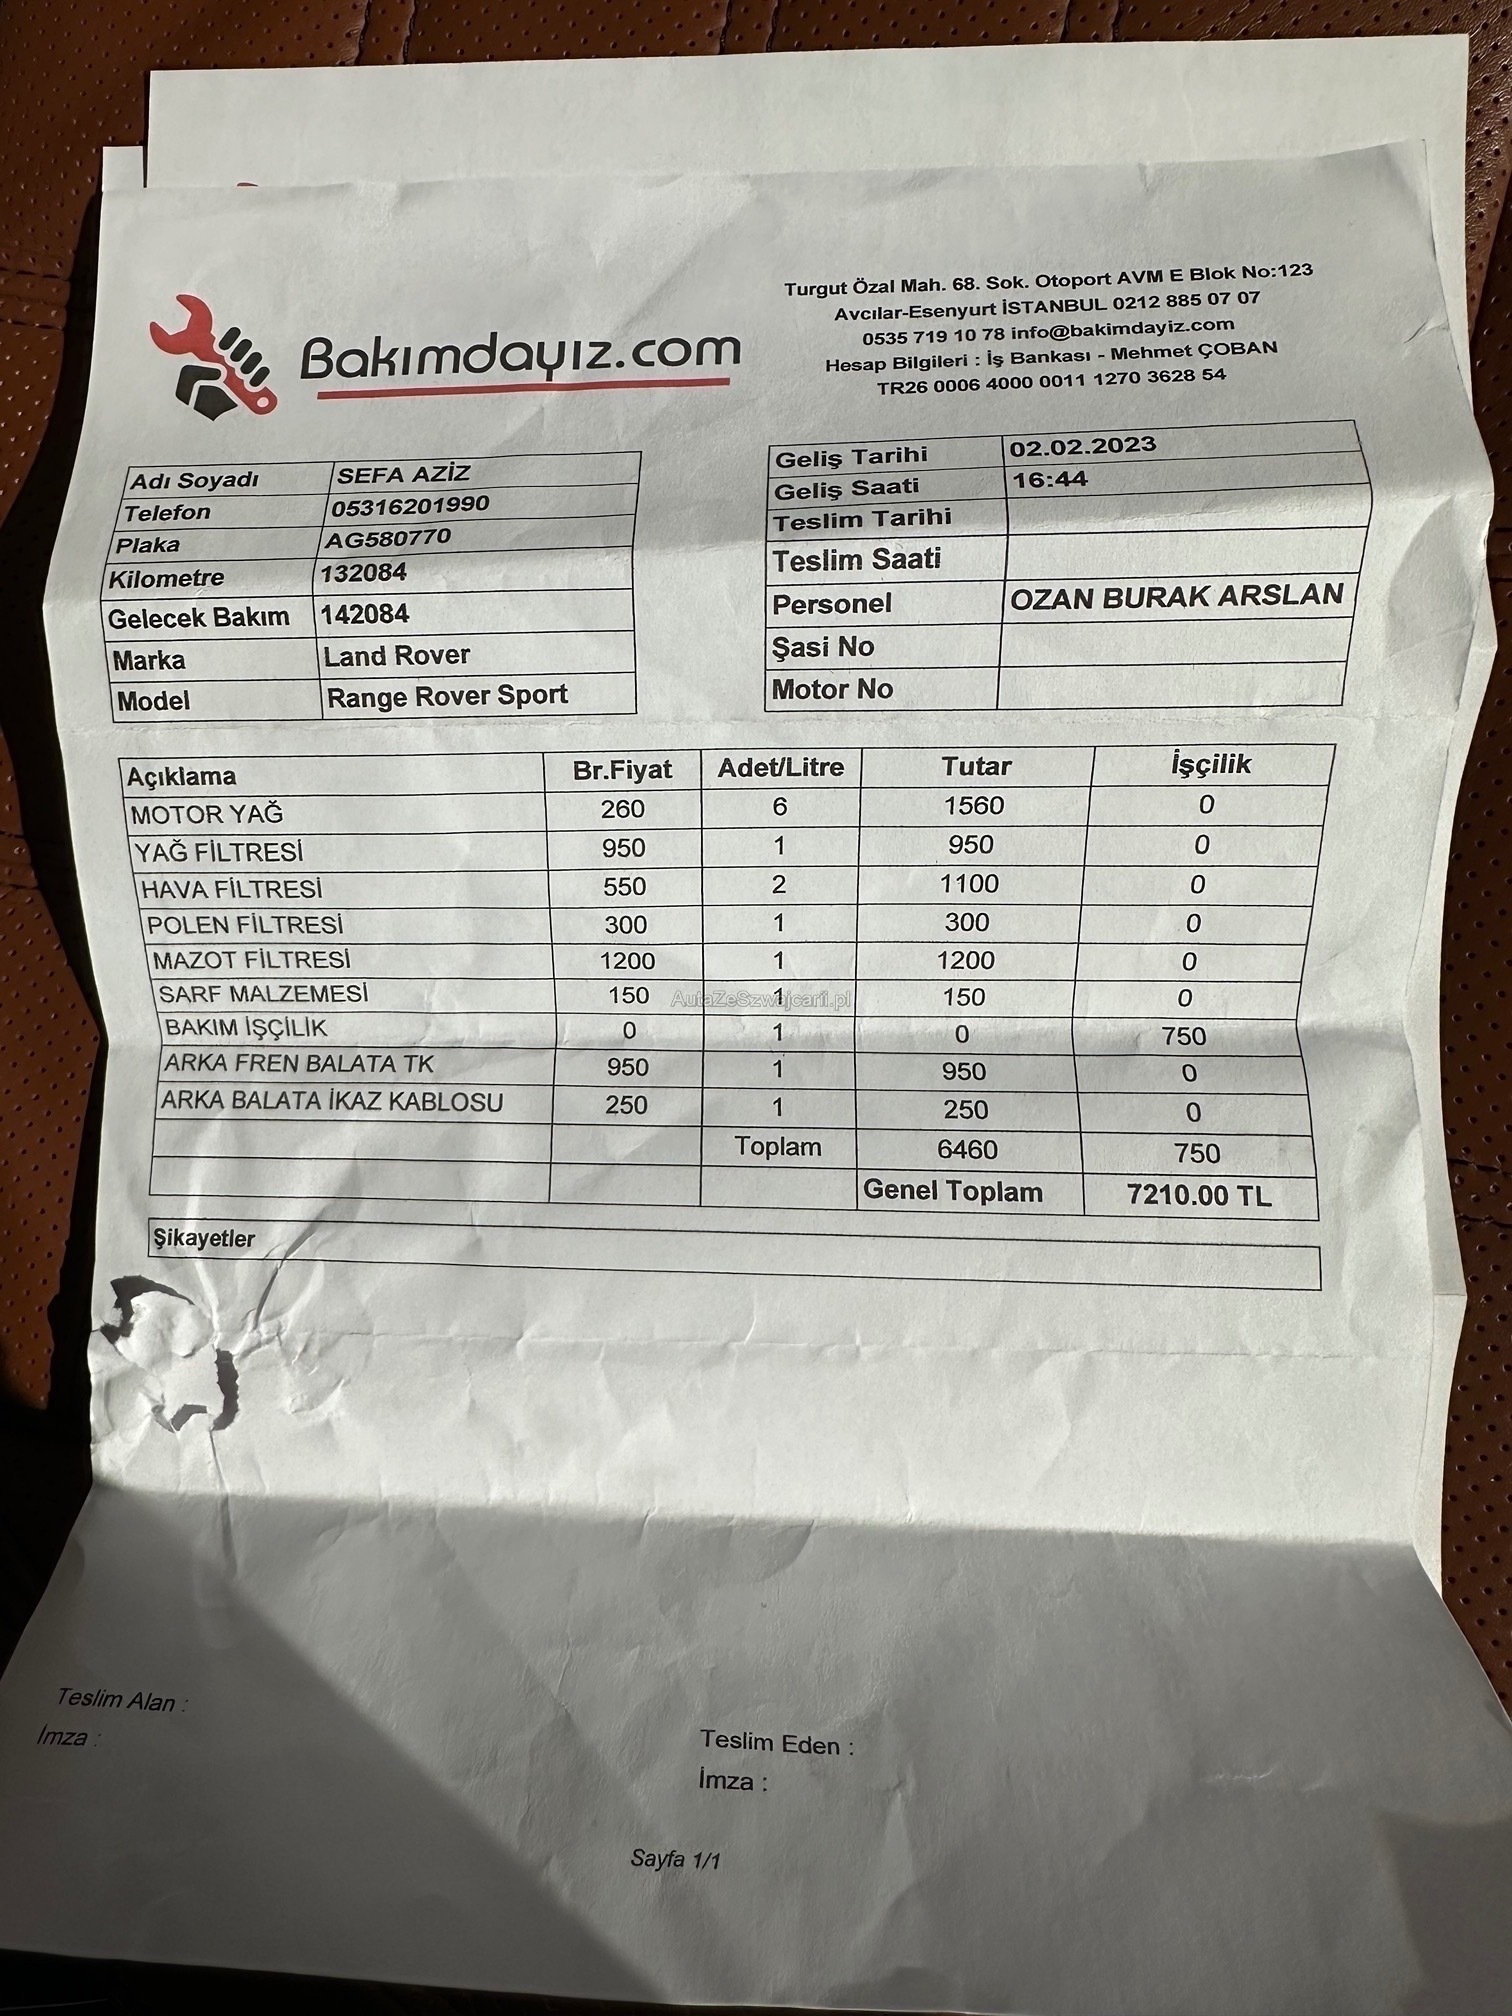 Bakımdayız.com
Turgut Özal Mah. 68. Sok. Otoport AVM E Blok No:123
Avcılar-Esenyurt İSTANBUL 0212 885 07 07
0535 719 10 78 info@bakimdayiz.com
Hesap Bilgileri : İş Bankası - Mehmet ÇOBAN
TR26 0006 4000 0011 1270 3628 54
Adı Soyadı SEFA AZİZ
Telefon 05316201990
Plaka AG580770
Kilometre 132084
Gelecek Bakım 142084
Marka Land Rover
Model Range Rover Sport
Geliş Tarihi 02.02.2023
Geliş Saati 16:44
Teslim Tarihi
Teslim Saati
Personel OZAN BURAK ARSLAN
Şasi No
Motor No
Açıklama Br.Fiyat Adet/Litre Tutar İşçilik
MOTOR YAĞ 260 6 1560 0
YAĞ FİLTRESİ 950 1 950 0
HAVA FİLTRESİ 550 2 1100 0
POLEN FİLTRESİ 300 1 300 0
MAZOT FİLTRESİ 1200 1 1200 0
SARF MALZEMESİ 150 1 150 0
AutaZeSzwajcarii.pl
BAKIM İŞÇİLİK 0 1 0 750
ARKA FREN BALATA TK 950 1 950 0
ARKA BALATA İKAZ KABLOSU 250 1 250 0
Toplam 6460 750
Genel Toplam 7210.00 TL
Şikayetler
Teslim Alan :
İmza :
Teslim Eden :
İmza :
Sayfa 1/1